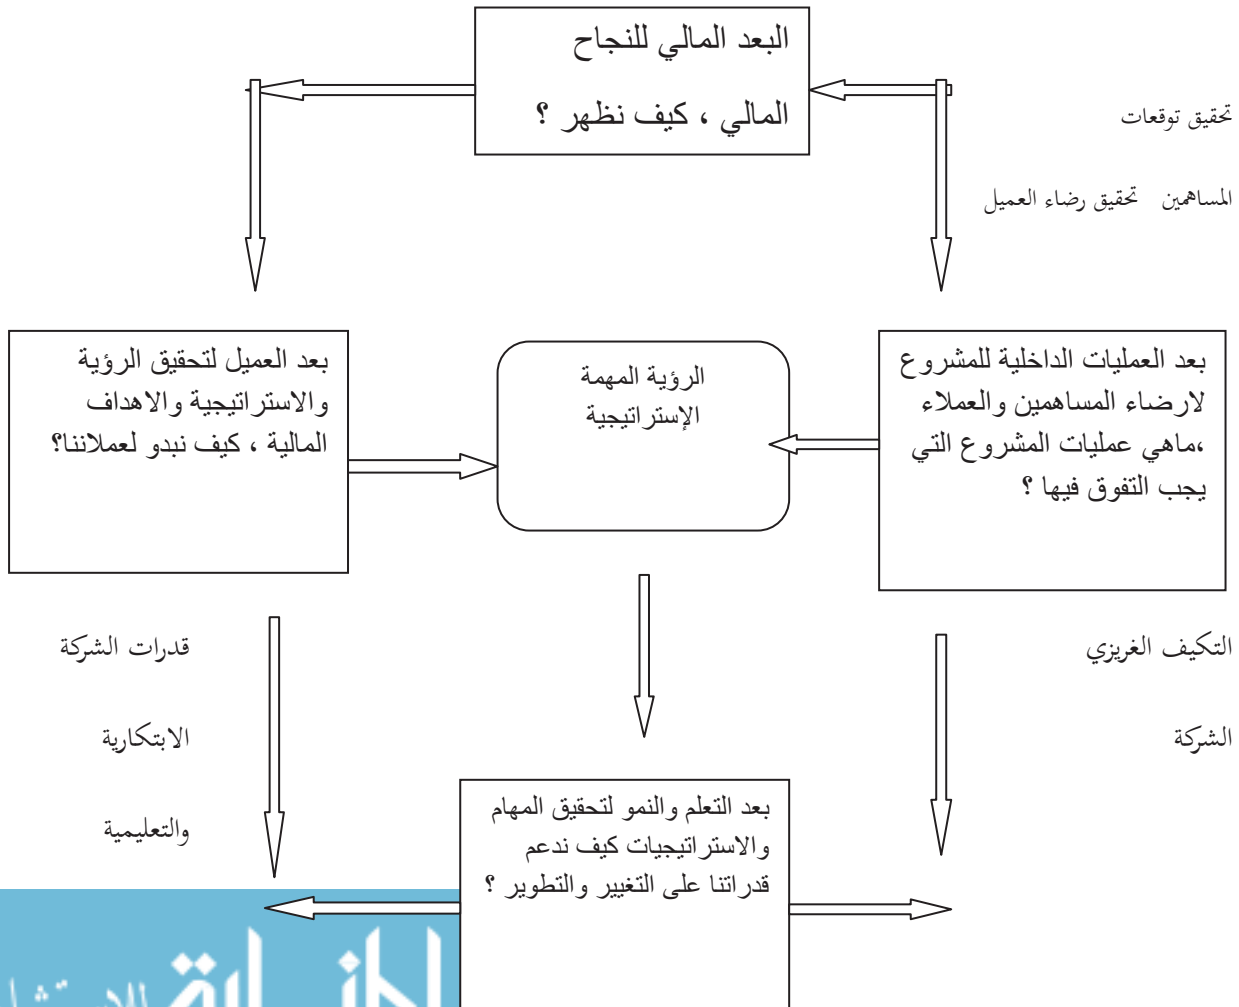 البعد المالي للنجاح
المالي ، كيف نظهر ؟
تحقيق توقعات
المساهمين تحقيق رضاء العميل
بعد العمليات الداخلية للمشروع
لارضاء المساهمين والعملاء
،ماهي عمليات المشروع التي
يجب التفوق فيها ؟
الرؤية المهمة
الإستراتيجية
بعد العميل لتحقيق الرؤية
والاستراتيجية والاهداف
المالية ، كيف نبدو لعملائنا؟
التكيف الغريزي
الشركة
قدرات الشركة
الابتكارية
والتعليمية
بعد التعلم والنمو لتحقيق المهام
والاستراتيجيات كيف ندعم
قدراتنا على التغيير والتطوير ؟